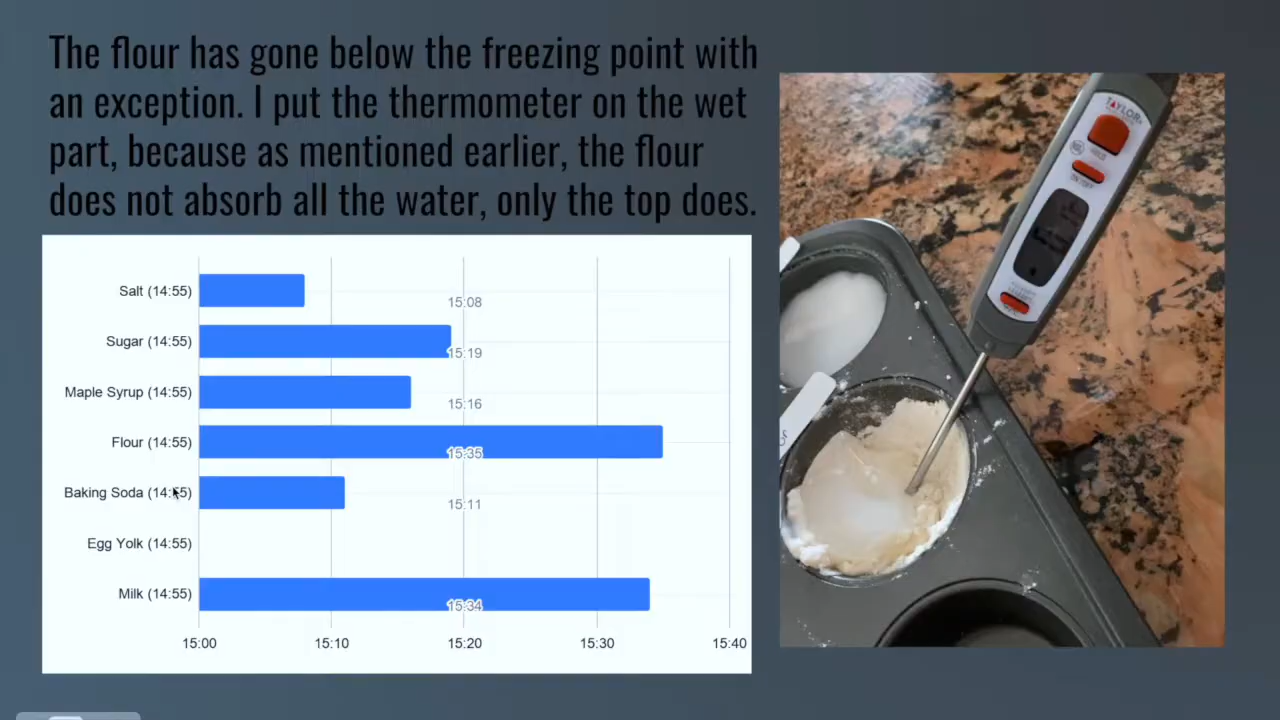 The flour has gone below the freezing point with
an exception. I put the thermometer on the wet
part, because as mentioned earlier, the flour
does not absorb all the water, only the top does.
Salt (14:55)
15:08
Sugar (14:55)
15:19
Maple Syrup (14:55)
15:16
Flour (14:55)
15:35
Baking Soda (14:55)
15:11
Egg Yolk (14:55)
Milk (14:55)
15:34
15:00 15:10 15:20 15:30 15:40
TAYLOR
HOLD
ON/OFF